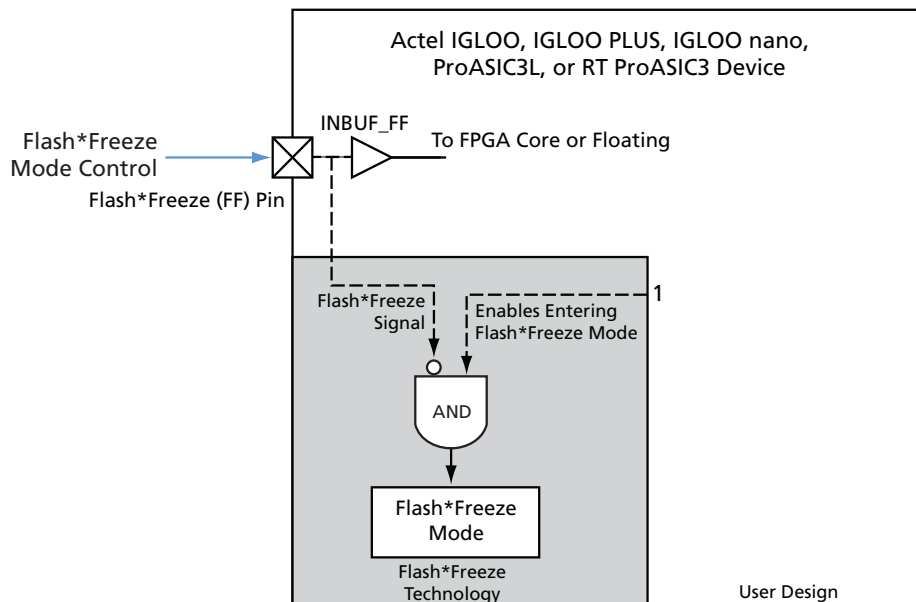 Actel IGLOO, IGLOO PLUS, IGLOO nano,
ProASIC3L, or RT ProASIC3 Device
INBUF_FF
To FPGA Core or Floating
Flash*Freeze
Mode Control
Flash*Freeze (FF) Pin
1
Flash*Freeze
Signal
Enables Entering
Flash*Freeze Mode
AND
Flash*Freeze
Mode
Flash*Freeze
Technology
User Design